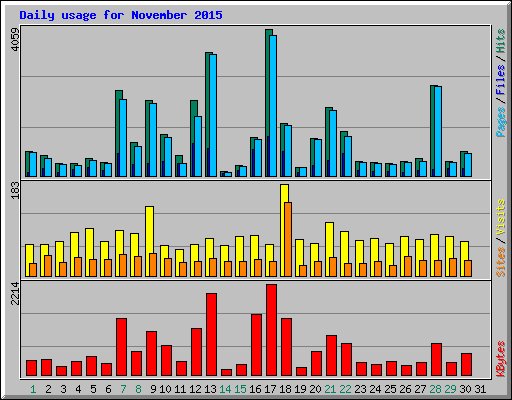 Daily usage for November 2015
4059
Pages / Files / Hits
183
Sites / Visits
2214
KBytes
1 2 3 4 5 6 7 8 9 10 11 12 13 14 15 16 17 18 19 20 21 22 23 24 25 26 27 28 29 30 31